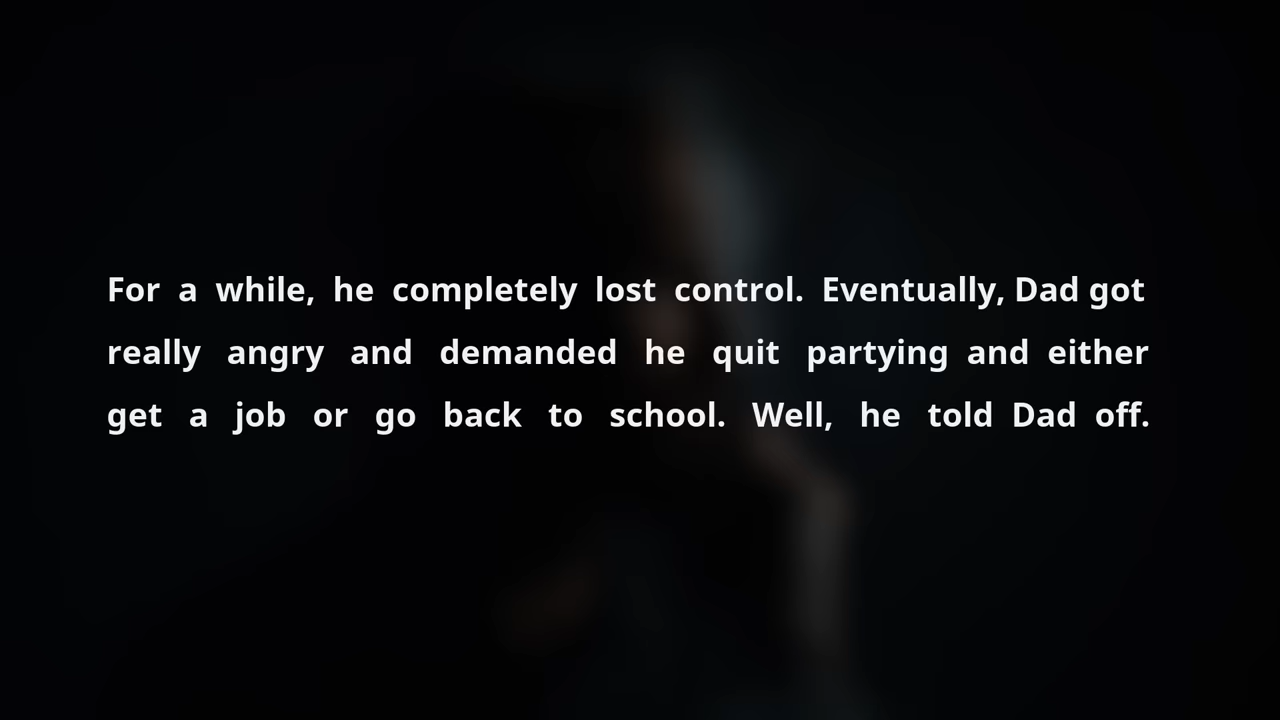 For a while, he completely lost control. Eventually, Dad got
really angry and demanded he quit partying and either
get a job or go back to school. Well, he told Dad off.